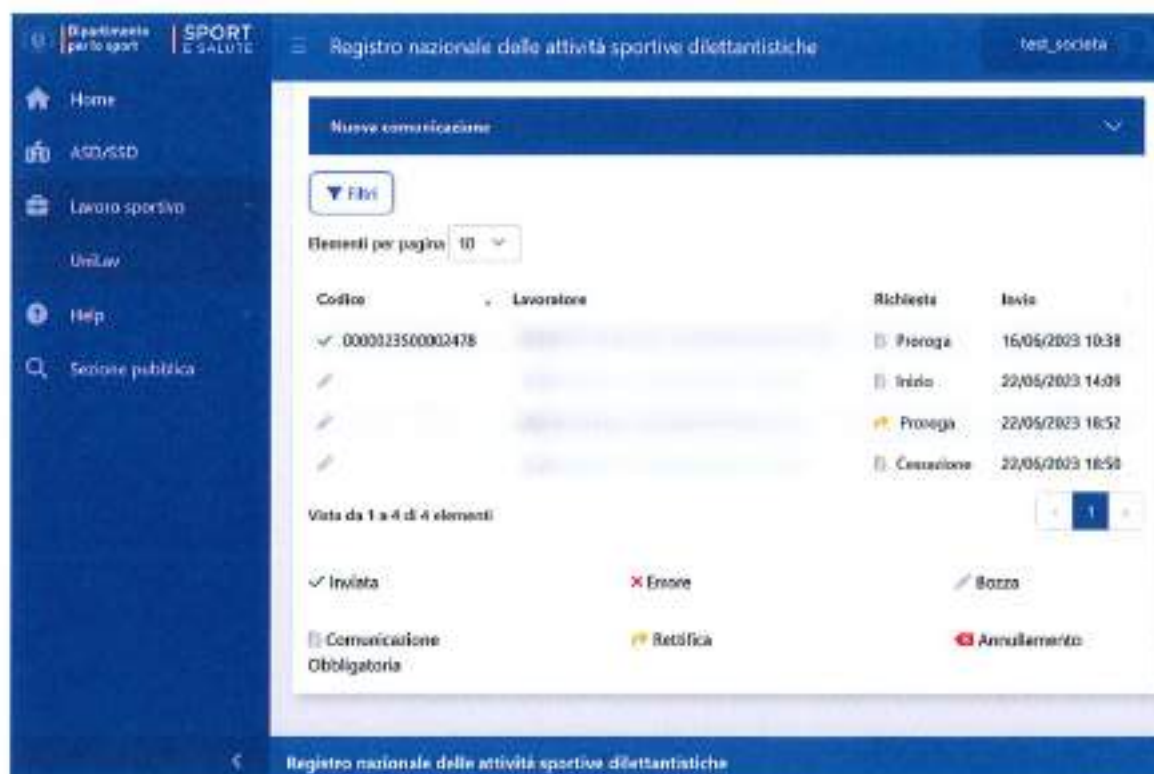 Dipartimento per lo sport
SPORT E SALUTE
Registro nazionale delle attività sportive dilettantistiche
test_societa
Home
ASD/SSD
Lavoro sportivo
UniLav
Help
Sezione pubblica
Nuova comunicazione
Filtri
Elementi per pagina 10
Codice Lavoratore Richiesta Invio
0000023500002478 Proroga 16/06/2023 10:38
Inizio 22/06/2023 14:09
Proroga 22/06/2023 18:52
Cessazione 22/06/2023 18:50
Vista da 1 a 4 di 4 elementi
1
Inviata Errore Bozza
Comunicazione Obbligatoria Rettifica Annullamento
Registro nazionale delle attività sportive dilettantistiche